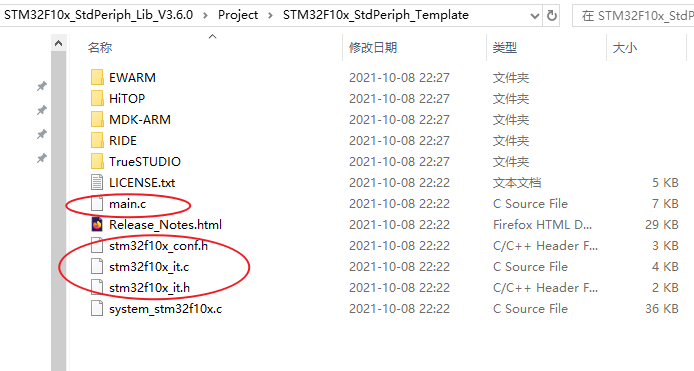 STM32F10x_StdPeriph_Lib_V3.6.0 Project STM32F10x_StdPeriph_Template 在 STM32F10x_StdP
名称 修改日期 类型 大小
EWARM 2021-10-08 22:27 文件夹
HiTOP 2021-10-08 22:27 文件夹
MDK-ARM 2021-10-08 22:27 文件夹
RIDE 2021-10-08 22:27 文件夹
TrueSTUDIO 2021-10-08 22:27 文件夹
LICENSE.txt 2021-10-08 22:22 文本文档 5 KB
main.c 2021-10-08 22:22 C Source File 7 KB
Release_Notes.html 2021-10-08 22:22 Firefox HTML D... 29 KB
stm32f10x_conf.h 2021-10-08 22:22 C/C++ Header F... 3 KB
stm32f10x_it.c 2021-10-08 22:22 C Source File 4 KB
stm32f10x_it.h 2021-10-08 22:22 C/C++ Header F... 2 KB
system_stm32f10x.c 2021-10-08 22:22 C Source File 36 KB